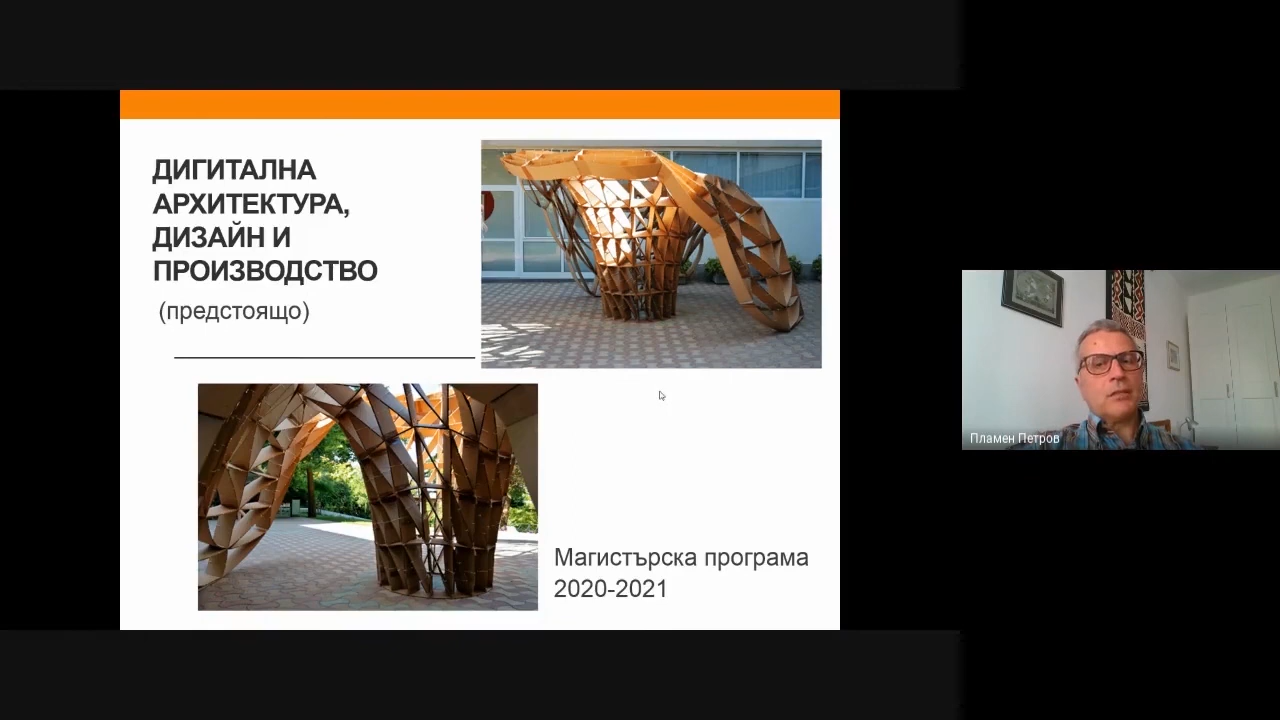 ДИГИТАЛНА
АРХИТЕКТУРА,
ДИЗАЙН И
ПРОИЗВОДСТВО
(предстоящо)
Магистърска програма
2020-2021
Пламен Петров